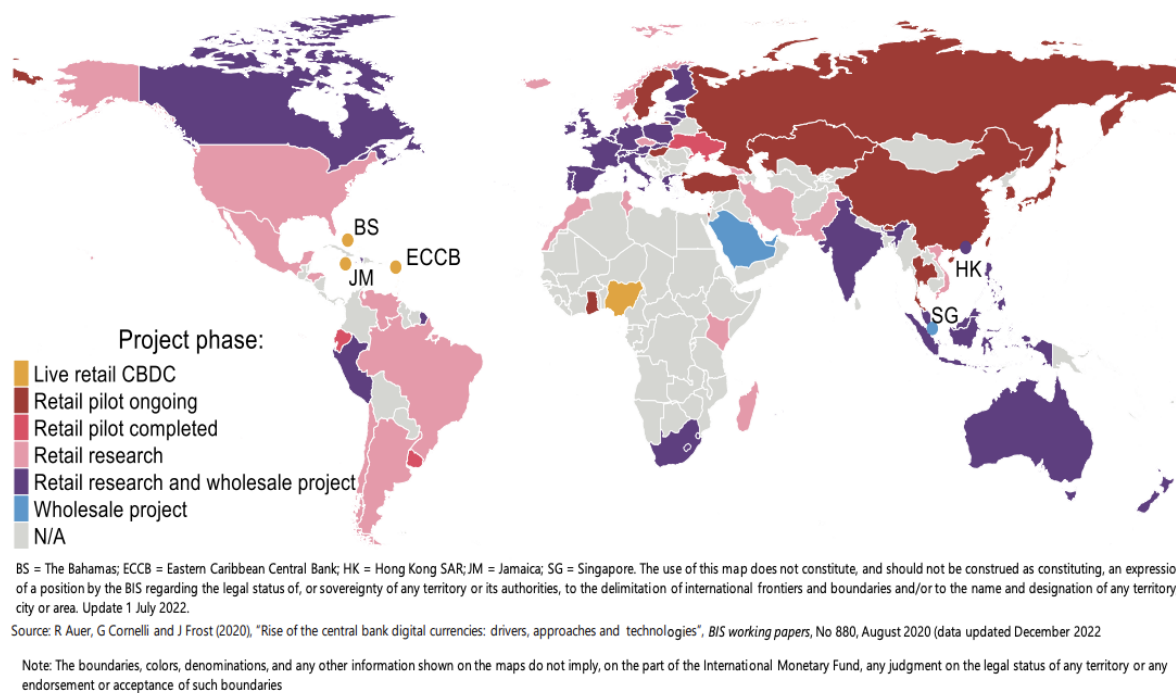 BS
ECCB
JM
HK
SG
Project phase:
Live retail CBDC
Retail pilot ongoing
Retail pilot completed
Retail research
Retail research and wholesale project
Wholesale project
N/A
BS = The Bahamas; ECCB = Eastern Caribbean Central Bank; HK = Hong Kong SAR; JM = Jamaica; SG = Singapore. The use of this map does not constitute, and should not be construed as constituting, an expressio
of a position by the BIS regarding the legal status of, or sovereignty of any territory or its authorities, to the delimitation of international frontiers and boundaries and/or to the name and designation of any territory
city or area. Update 1 July 2022.
Source: R Auer, G Cornelli and J Frost (2020), "Rise of the central bank digital currencies: drivers, approaches and technologies", BIS working papers, No 880, August 2020 (data updated December 2022
Note: The boundaries, colors, denominations, and any other information shown on the maps do not imply, on the part of the International Monetary Fund, any judgment on the legal status of any territory or any
endorsement or acceptance of such boundaries